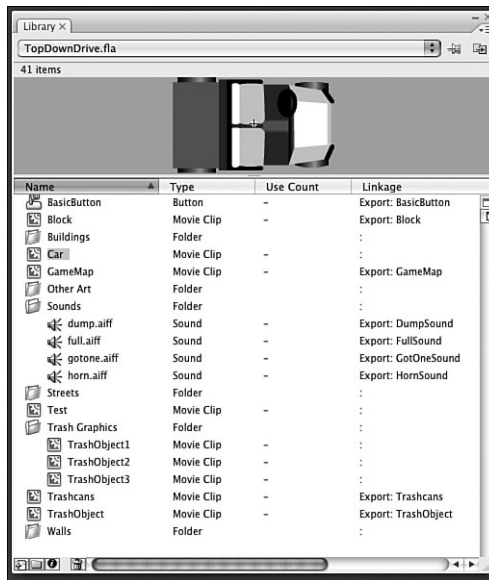 Library ×
TopDownDrive.fla
41 items
Name Type Use Count Linkage
BasicButton Button - Export: BasicButton
Block Movie Clip - Export: Block
Buildings Folder :
Car Movie Clip - :
GameMap Movie Clip - Export: GameMap
Other Art Folder :
Sounds Folder :
dump.aiff Sound - Export: DumpSound
full.aiff Sound - Export: FullSound
gotone.aiff Sound - Export: GotOneSound
horn.aiff Sound - Export: HornSound
Streets Folder :
Test Movie Clip - :
Trash Graphics Folder :
TrashObject1 Movie Clip - :
TrashObject2 Movie Clip - :
TrashObject3 Movie Clip - :
Trashcans Movie Clip - Export: Trashcans
TrashObject Movie Clip - Export: TrashObject
Walls Folder :